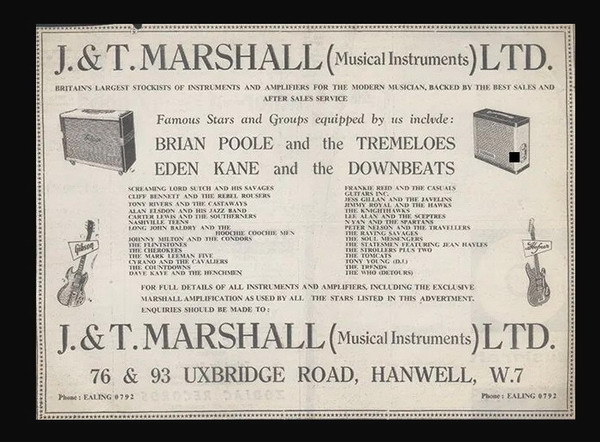 J. & T. MARSHALL (Musical Instruments) LTD.
BRITAIN'S LARGEST STOCKISTS OF INSTRUMENTS AND AMPLIFIERS FOR THE MODERN MUSICIAN, BACKED BY THE BEST SALES AND
AFTER SALES SERVICE
Famous Stars and Groups equipped by us include:
BRIAN POOLE and the TREMELOES
EDEN KANE and the DOWNBEATS
SCREAMING LORD SUTCH AND HIS SAVAGES
CLIFF BENNETT AND THE REBEL ROUSERS
TONY RIVERS AND THE CASTAWAYS
ALAN ELSDON AND HIS JAZZ BAND
CARTER LEWIS AND THE SOUTHERNERS
NASHVILLE TEENS
LONG JOHN BALDRY AND THE
HOOCHIE COOCHIE MEN
JOHNNY MILTON AND THE CONDORS
THE FLINTSTONES
THE CHEROKEES
THE MARK LEEMAN FIVE
CYRANO AND THE CAVALIERS
THE COUNTDOWNS
DAVE KAYE AND THE HENCHMEN
FRANKIE REID AND THE CASUALS
GUITARS INC.
JESS GILLAN AND THE JAVELINS
JIMMY ROYAL AND THE HAWKS
THE KNIGHTHAWKS
LEE ALAN AND THE SCEPTRES
AND THE SPARTANS
PETER NELSON AND THE TRAVELLERS
THE RAVING SAVAGES
THE SOUL MESSENGERS
THE STATESMEN FEATURING JEAN HAYLES
THE STROLLERS PLUS TWO
THE TOMCATS
TONY YOUNG (D.J.)
THE TRENDS
THE WHO (DETOURS)
Gibson
FOR FULL DETAILS OF ALL INSTRUMENTS AND AMPLIFIERS, INCLUDING THE EXCLUSIVE
MARSHALL AMPLIFICATION AS USED BY ALL THE STARS LISTED IN THIS ADVERTMENT.
ENQUIRIES SHOULD BE MADE TO:
J. & T. MARSHALL (Musical Instruments) LTD.
76 & 93 UXBRIDGE ROAD, HANWELL, W.7
Phone: EALING 0792
Phone: EALING 0792